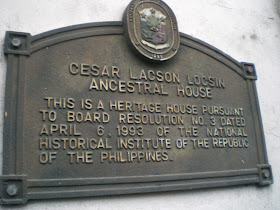 CESAR LACSON LOCSIN
ANCESTRAL HOUSE
THIS IS A HERITAGE HOUSE PURSUANT
TO BOARD RESOLUTION NO. 3 DATED
APRIL 6, 1993 OF THE NATIONAL
HISTORICAL INSTITUTE OF THE REPUBLIC
OF THE PHILIPPINES.